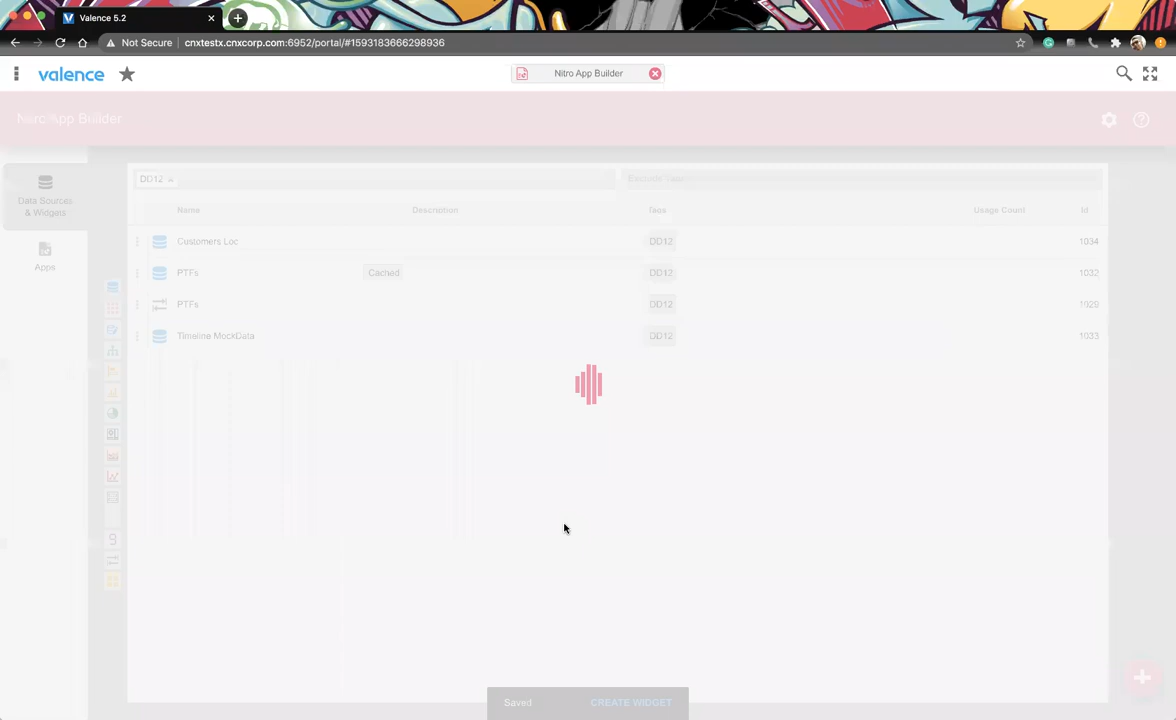 Valence 5.2
Not Secure cnxtestx.cnxcorp.com:6952/portal/#1593183666298936
valence
Nitro App Builder
Nitro App Builder
Data Sources
& Widgets
Apps
DD12
Exclude Tags
Name Description Tags Usage Count Id
Customers Loc DD12 1034
PTFs Cached DD12 1032
PTFs DD12 1029
Timeline MockData DD12 1033
Saved CREATE WIDGET